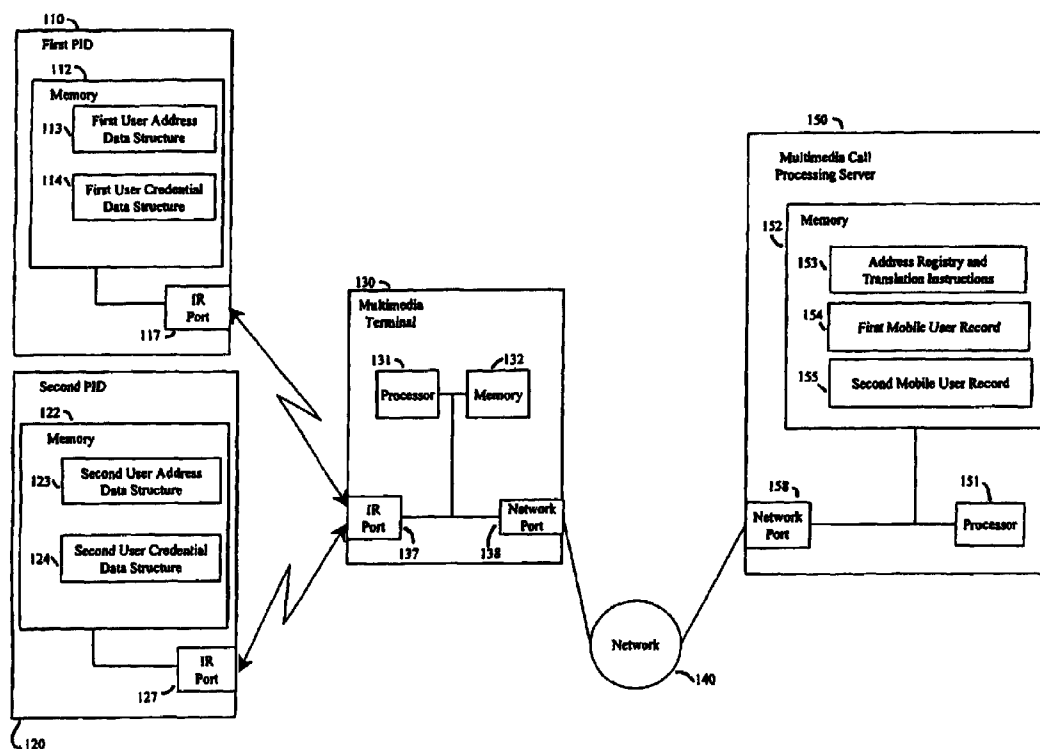 110
First PID
112
Memory
113
First User Address
Data Structure
114
First User Credential
Data Structure
IR
Port
117
Second PID
122
Memory
123
Second User Address
Data Structure
124
Second User Credential
Data Structure
IR
Port
127
120
130
Multimedia
Terminal
131
Processor
132
Memory
IR
Port
137
Network
Port
138
Network
140
150
Multimedia Call
Processing Server
152
Memory
153
Address Registry and
Translation Instructions
154
First Mobile User Record
155
Second Mobile User Record
158
Network
Port
151
Processor